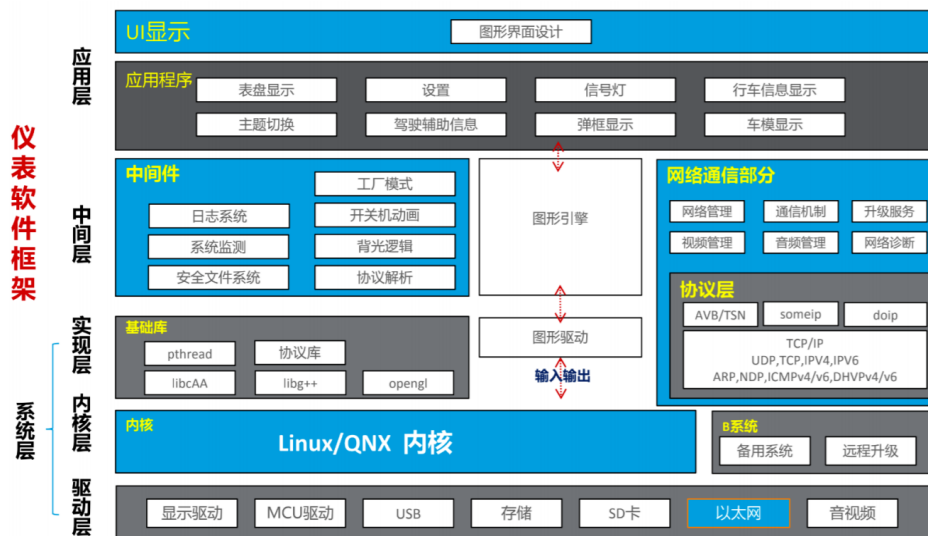 仪表软件框架
应用层
UI显示
图形界面设计
应用程序
表盘显示
设置
信号灯
行车信息显示
主题切换
驾驶辅助信息
弹框显示
车模显示
中间层
中间件
工厂模式
日志系统
开关机动画
系统监测
背光逻辑
安全文件系统
协议解析
图形引擎
网络通信部分
网络管理
通信机制
升级服务
视频管理
音频管理
网络诊断
协议层
AVB/TSN
someip
doip
TCP/IP
UDP,TCP,IPV4,IPV6
ARP,NDP,ICMPv4/v6,DHVPv4/v6
系统层
实现层
基础库
pthread
协议库
libcAA
libg++
opengl
图形驱动
输入输出
内核层
内核
Linux/QNX 内核
B系统
备用系统
远程升级
驱动层
显示驱动
MCU驱动
USB
存储
SD卡
以太网
音视频